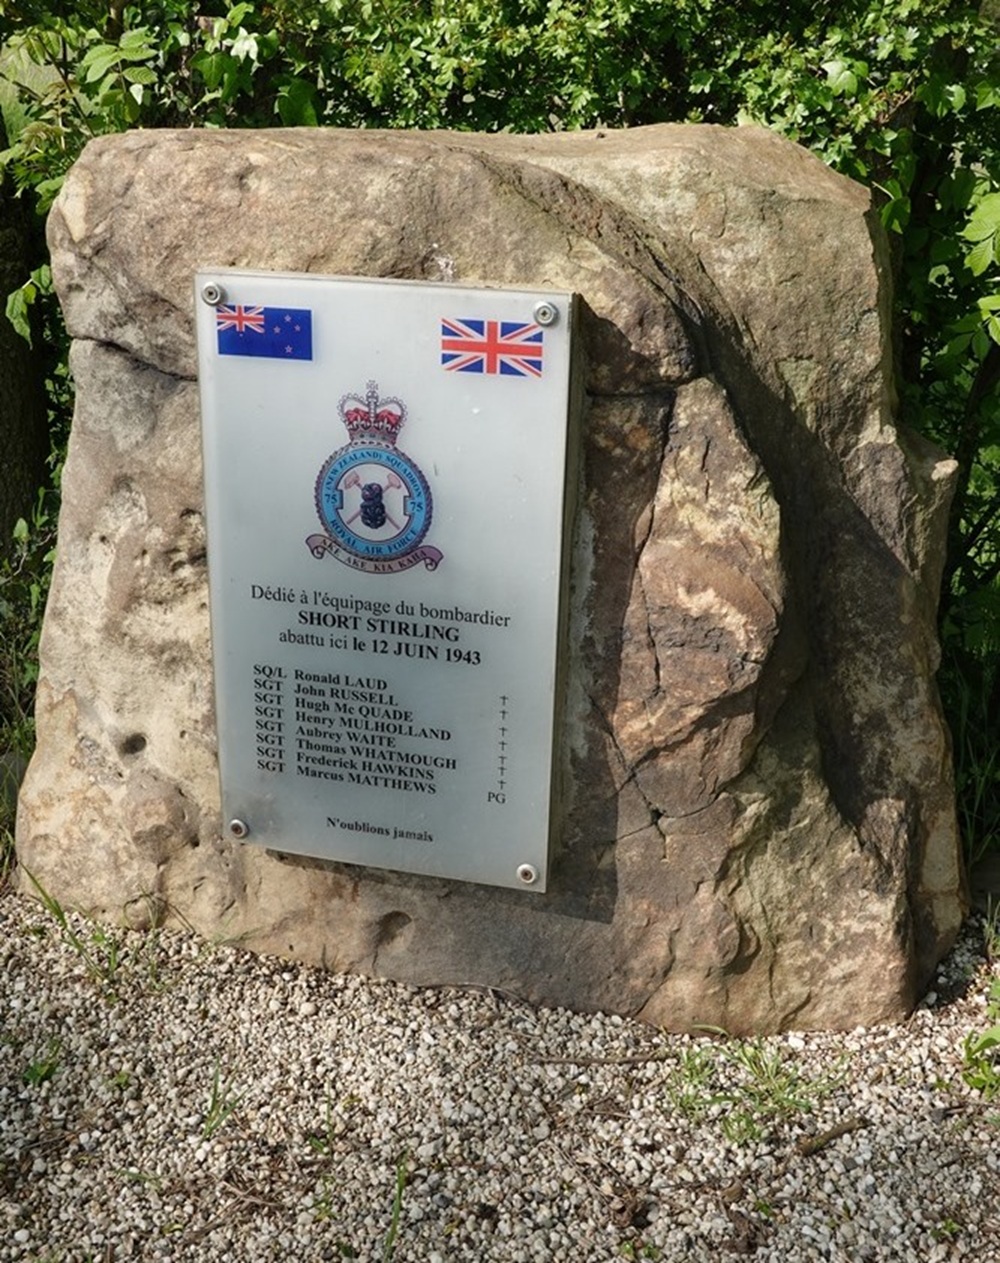 (NEW ZEALAND) SQUADRON
75 75
ROYAL AIR FORCE
AKE AKE KIA KAHA
Dédié à l'équipage du bombardier
SHORT STIRLING
abattu ici le 12 JUIN 1943
SQ/L Ronald LAUD †
SGT John RUSSELL †
SGT Hugh Mc QUADE †
SGT Henry MULHOLLAND †
SGT Aubrey WAITE †
SGT Thomas WHATMOUGH †
SGT Frederick HAWKINS †
SGT Marcus MATTHEWS PG
N'oublions jamais